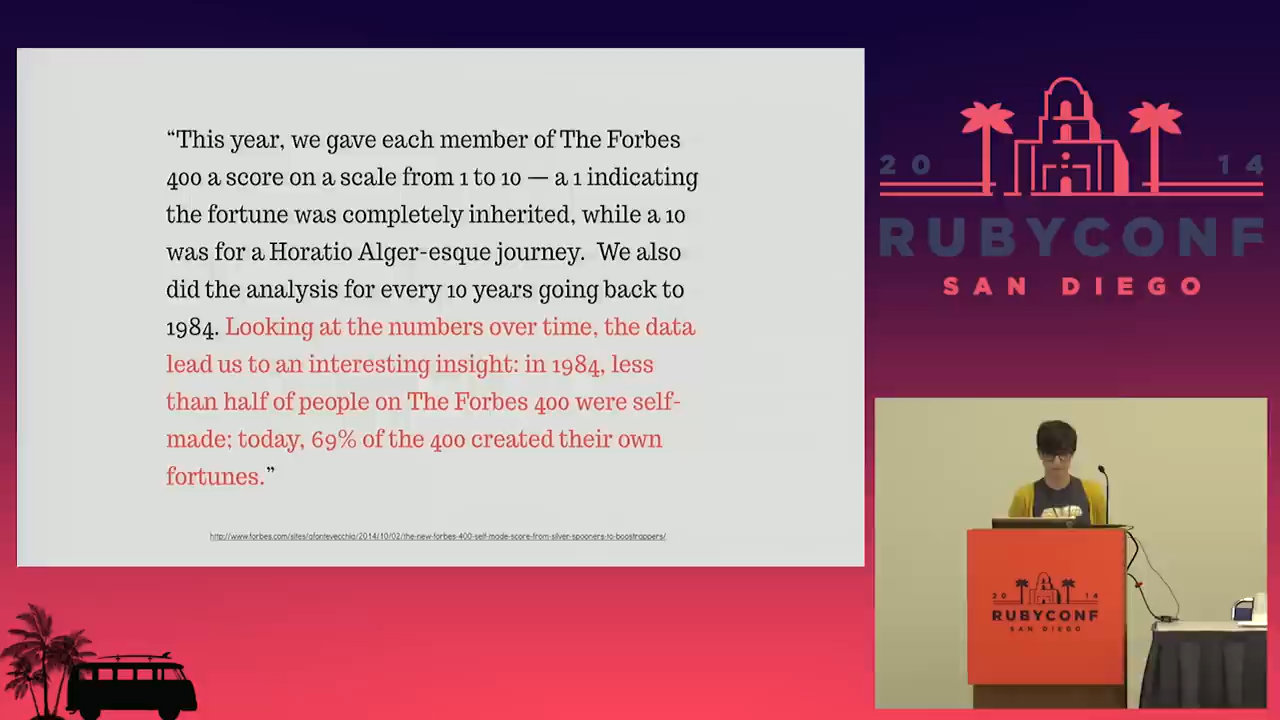 “This year, we gave each member of The Forbes
400 a score on a scale from 1 to 10 — a 1 indicating
the fortune was completely inherited, while a 10
was for a Horatio Alger-esque journey.  We also
did the analysis for every 10 years going back to
1984. Looking at the numbers over time, the data
lead us to an interesting insight: in 1984, less
than half of people on The Forbes 400 were self-
made; today, 69% of the 400 created their own
fortunes.”
http://www.forbes.com/sites/afontevecchia/2014/10/02/the-new-forbes-400-self-made-score-from-silver-spooners-to-boostrappers/
20 14
RUBYCONF
SAN DIEGO
20 14
RUBYCONF
SAN DIEGO